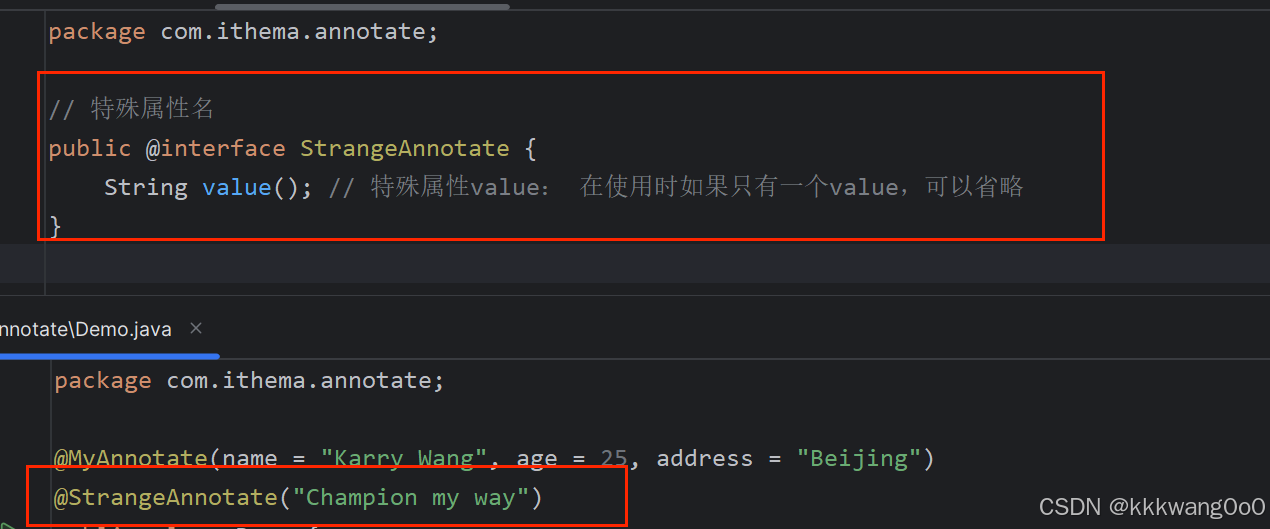 package com.ithema.annotate;
// 特殊属性名
public @interface StrangeAnnotate {
String value(); // 特殊属性value： 在使用时如果只有一个value，可以省略
}
nnotate\Demo.java ×
package com.ithema.annotate;
@MyAnnotate(name = "Karry Wang", age = 25, address = "Beijing")
@StrangeAnnotate("Champion my way")
CSDN @kkkwang0o0